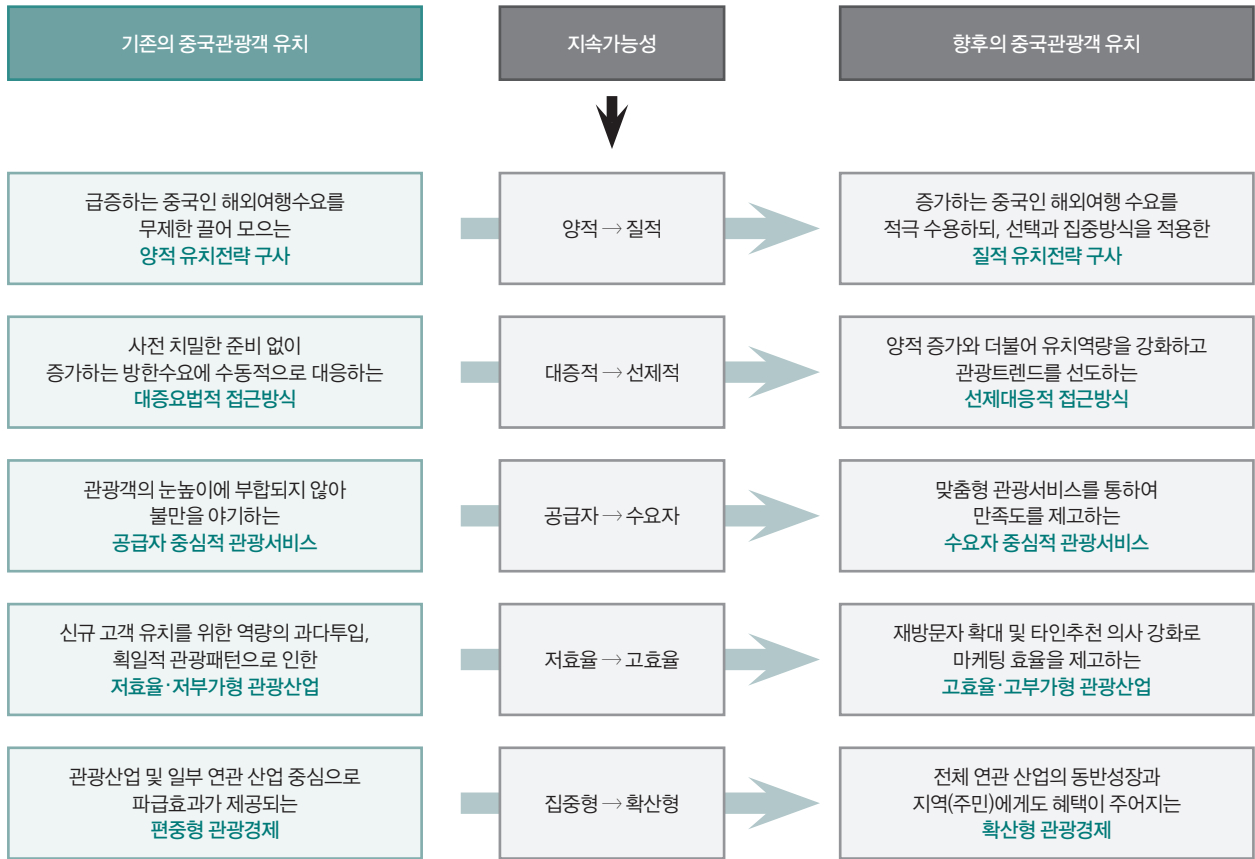 기존의 중국관광객 유치
지속가능성
향후의 중국관광객 유치
급증하는 중국인 해외여행수요를
무제한 끌어 모으는
양적 유치전략 구사
양적 → 질적
증가하는 중국인 해외여행 수요를
적극 수용하되, 선택과 집중방식을 적용한
질적 유치전략 구사
사전 치밀한 준비 없이
증가하는 방한수요에 수동적으로 대응하는
대증요법적 접근방식
대증적 → 선제적
양적 증가와 더불어 유치역량을 강화하고
관광트렌드를 선도하는
선제대응적 접근방식
관광객의 눈높이에 부합되지 않아
불만을 야기하는
공급자 중심적 관광서비스
공급자 → 수요자
맞춤형 관광서비스를 통하여
만족도를 제고하는
수요자 중심적 관광서비스
신규 고객 유치를 위한 역량의 과다투입,
획일적 관광패턴으로 인한
저효율·저부가형 관광산업
저효율 → 고효율
재방문자 확대 및 타인추천 의사 강화로
마케팅 효율을 제고하는
고효율·고부가형 관광산업
관광산업 및 일부 연관 산업 중심으로
파급효과가 제공되는
편중형 관광경제
집중형 → 확산형
전체 연관 산업의 동반성장과
지역(주민)에게도 혜택이 주어지는
확산형 관광경제